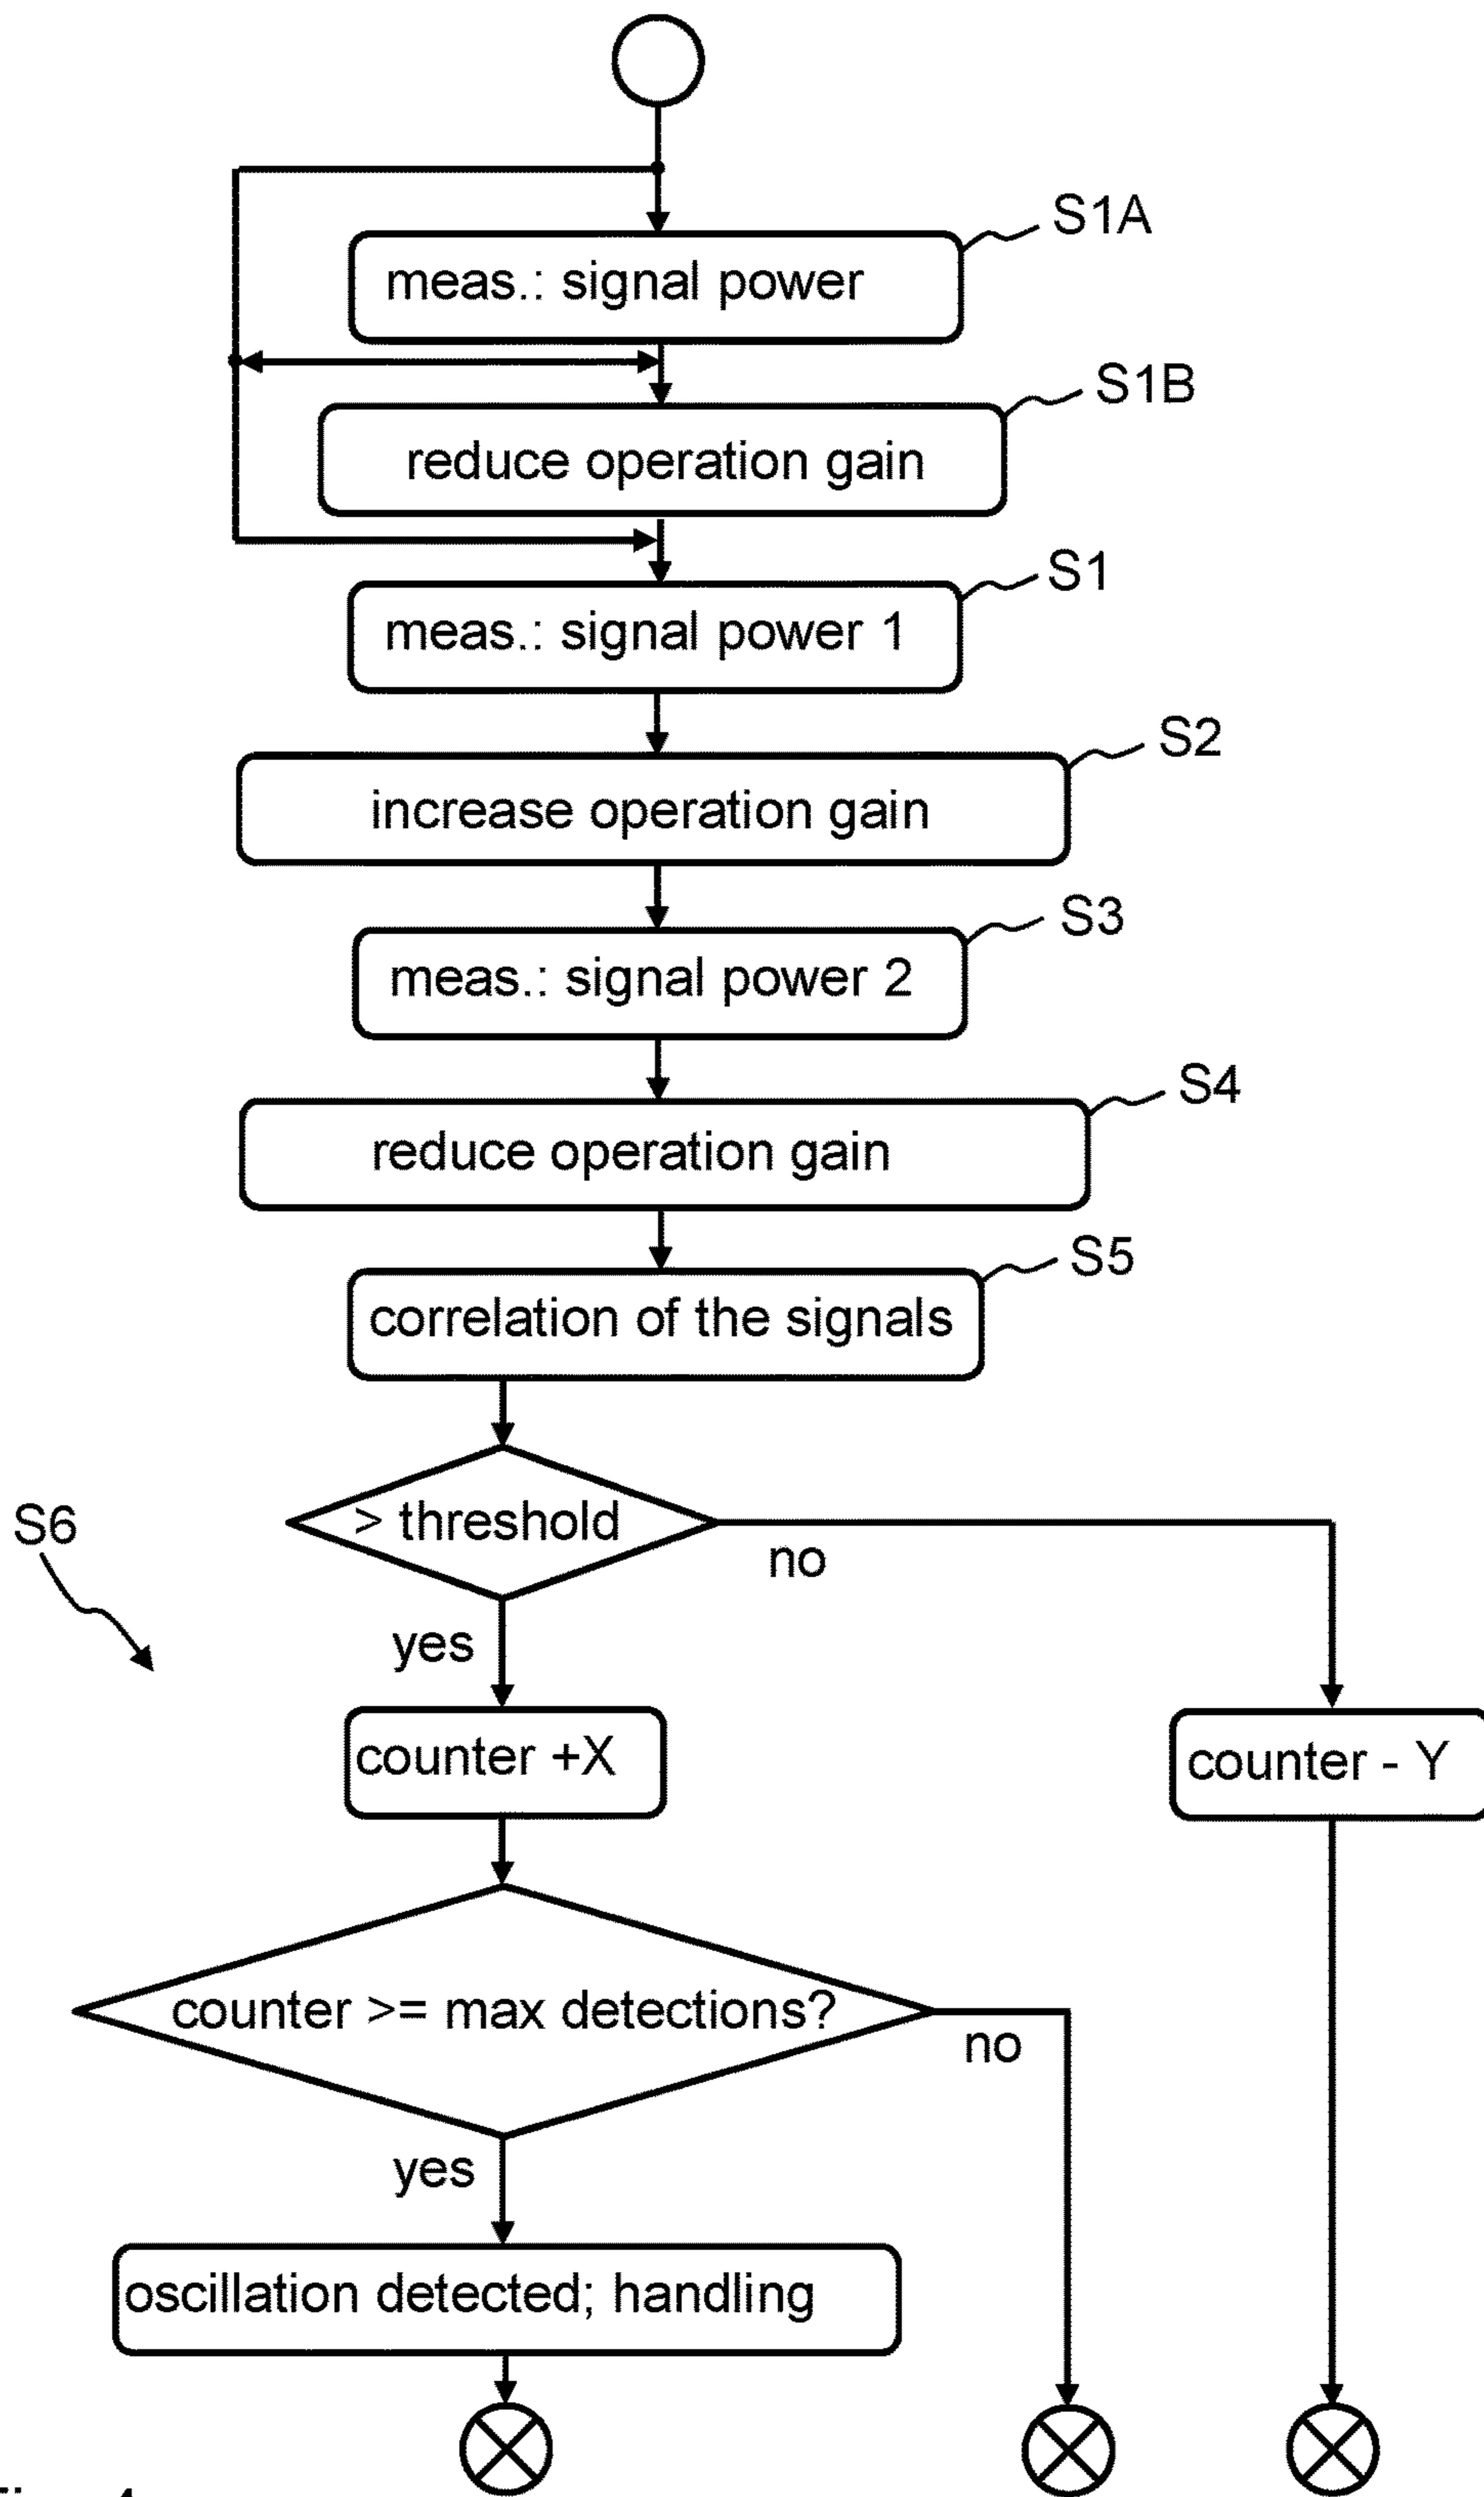 S1A
meas.: signal power
S1B
reduce operation gain
S1
meas.: signal power 1
S2
increase operation gain
S3
meas.: signal power 2
S4
reduce operation gain
S5
correlation of the signals
> threshold
S6
no
yes
counter +X
counter - Y
counter >= max detections?
no
yes
oscillation detected; handling